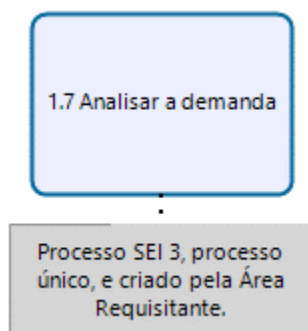 1.7 Analisar a demanda
Processo SEI 3, processo
único, e criado pela Área
Requisitante.